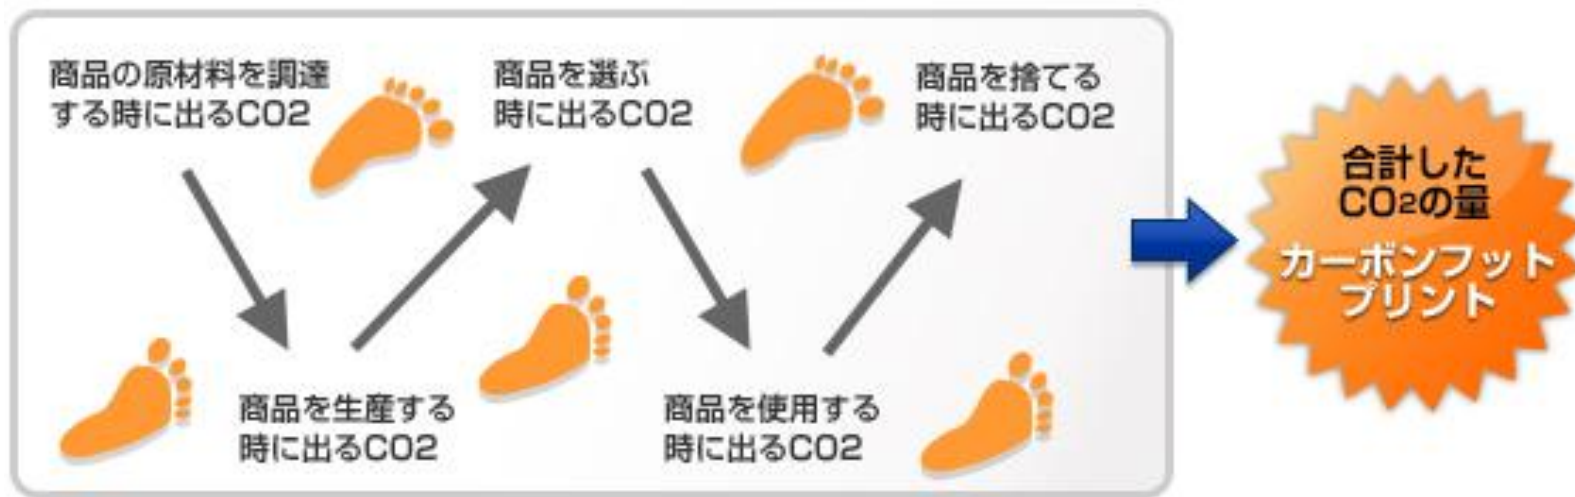 商品の原材料を調達
する時に出るCO2
商品を生産する
時に出るCO2
商品を選ぶ
時に出るCO2
商品を使用する
時に出るCO2
商品を捨てる
時に出るCO2
合計した
CO2の量
カーボンフット
プリント